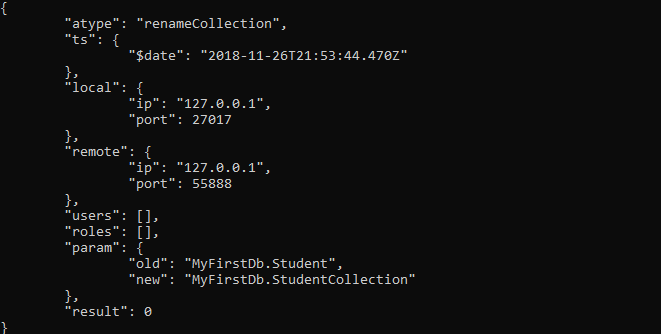 {
        "atype": "renameCollection",
        "ts": {
                "$date": "2018-11-26T21:53:44.470Z"
        },
        "local": {
                "ip": "127.0.0.1",
                "port": 27017
        },
        "remote": {
                "ip": "127.0.0.1",
                "port": 55888
        },
        "users": [],
        "roles": [],
        "param": {
                "old": "MyFirstDb.Student",
                "new": "MyFirstDb.StudentCollection"
        },
        "result": 0
}